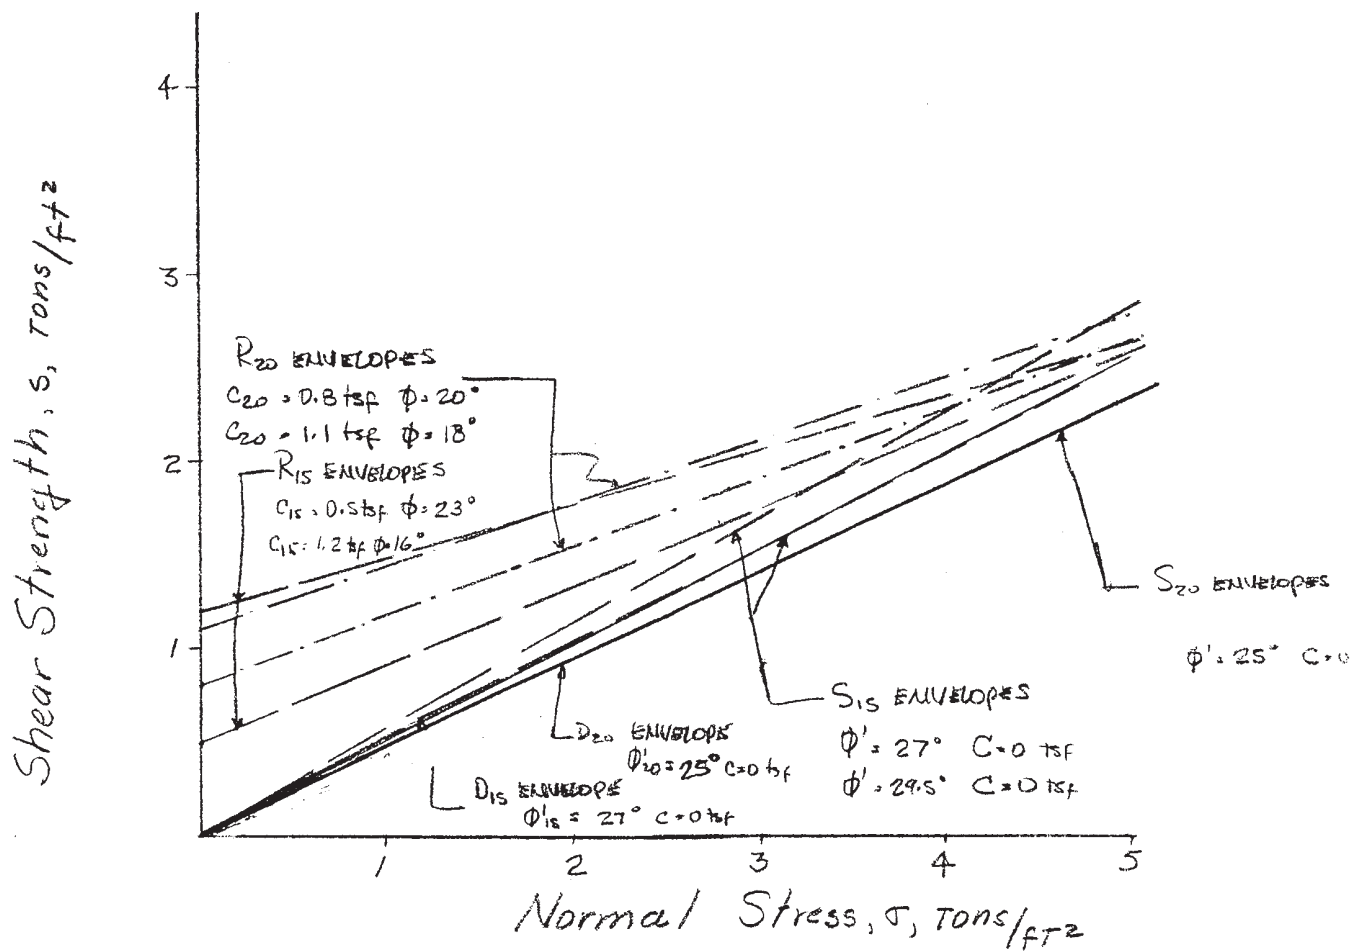 Shear Strength, s, Tons/ft²
4
3
2
1
R20 ENVELOPES
C20 = 0.8 tsf φ = 20°
C20 = 1.1 tsf φ = 18°
R15 ENVELOPES
C15 = 0.5 tsf φ = 23°
C15 = 1.2 tsf φ = 16°
S20 ENVELOPES
φ' = 25° C = 0
S15 ENVELOPES
φ' = 27° C = 0 tsf
φ' = 29.5° C = 0 tsf
D20 ENVELOPE
φ'20 = 25° C = 0 tsf
D15 ENVELOPE
φ'15 = 27° C = 0 tsf
1 2 3 4 5
Normal Stress, σ, Tons/ft²